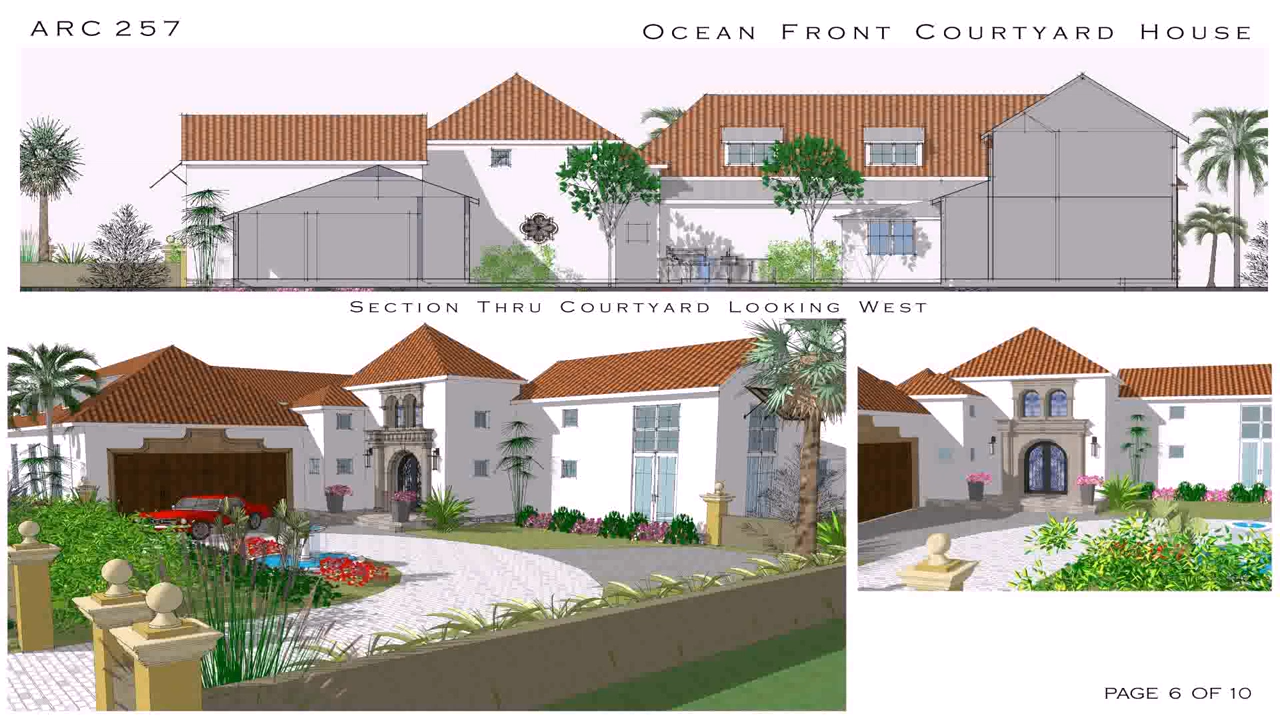 ARC 257
OCEAN FRONT COURTYARD HOUSE
SECTION THRU COURTYARD LOOKING WEST
PAGE 6 OF 10